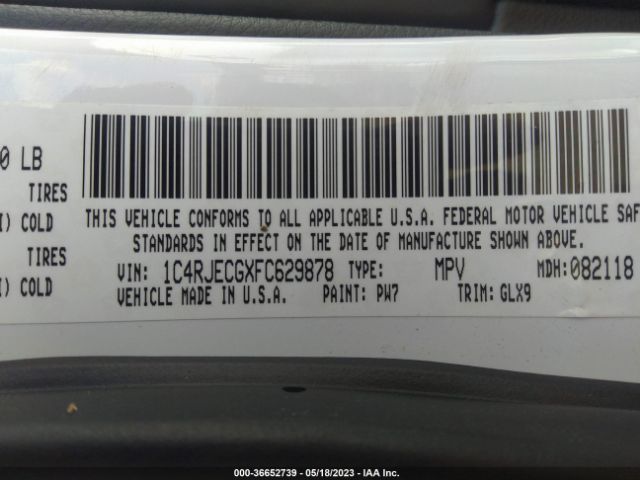 0 LB
TIRES
I) COLD
TIRES
I) COLD
THIS VEHICLE CONFORMS TO ALL APPLICABLE U.S.A. FEDERAL MOTOR VEHICLE SAF
STANDARDS IN EFFECT ON THE DATE OF MANUFACTURE SHOWN ABOVE.
VIN: 1C4RJECGXFC629878 TYPE: MPV MDH:082118
VEHICLE MADE IN U.S.A. PAINT: PW7 TRIM: GLX9
000-36652739 - 05/18/2023 - IAA Inc.